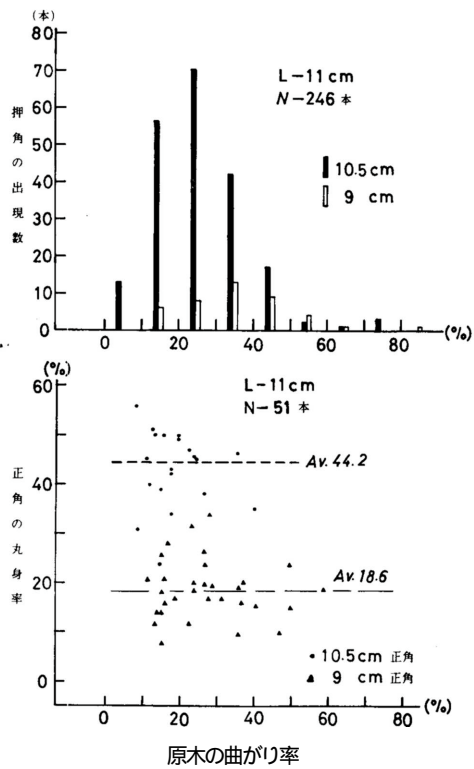 (本)
80
70
60
50
40
30
20
10
0
押角の出現数
L-11cm
N-246本
10.5cm
9 cm
0 20 40 60 80 (%)
(%)
60
40
20
0
正角の丸身率
L-11cm
N-51本
Av.44.2
Av.18.6
10.5cm 正角
9 cm 正角
0 20 40 60 80 (%)
原木の曲がり率